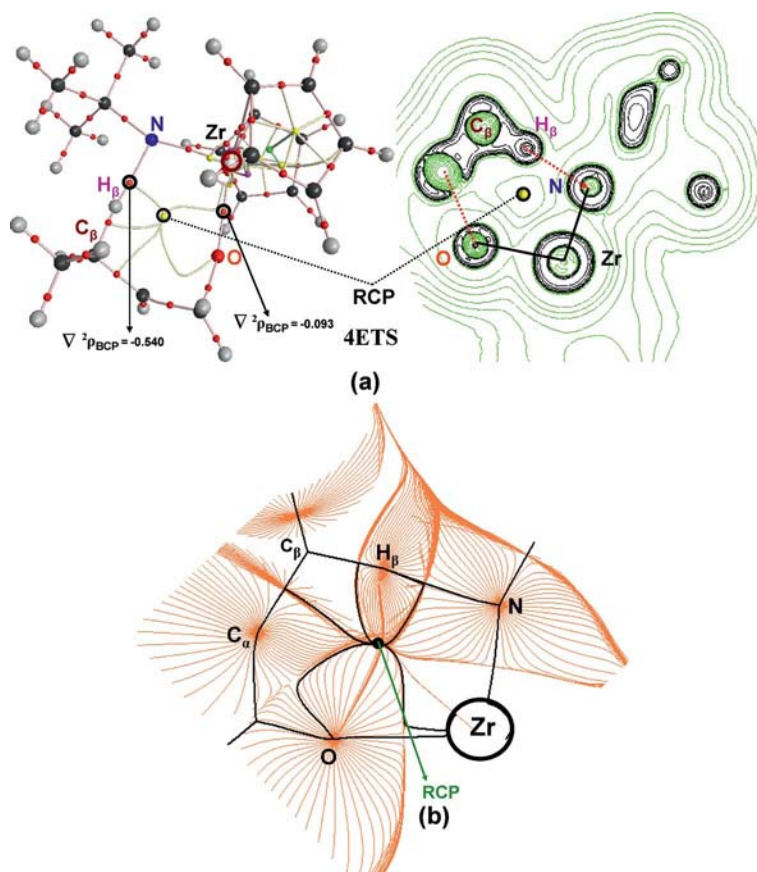 N
Zr
Hβ
Cβ
O
∇ ²ρBCP = -0.540
∇ ²ρBCP = -0.093
RCP
4ETS
Cβ
Hβ
N
O
Zr
(a)
Cβ
Hβ
N
Cα
Zr
O
RCP
(b)